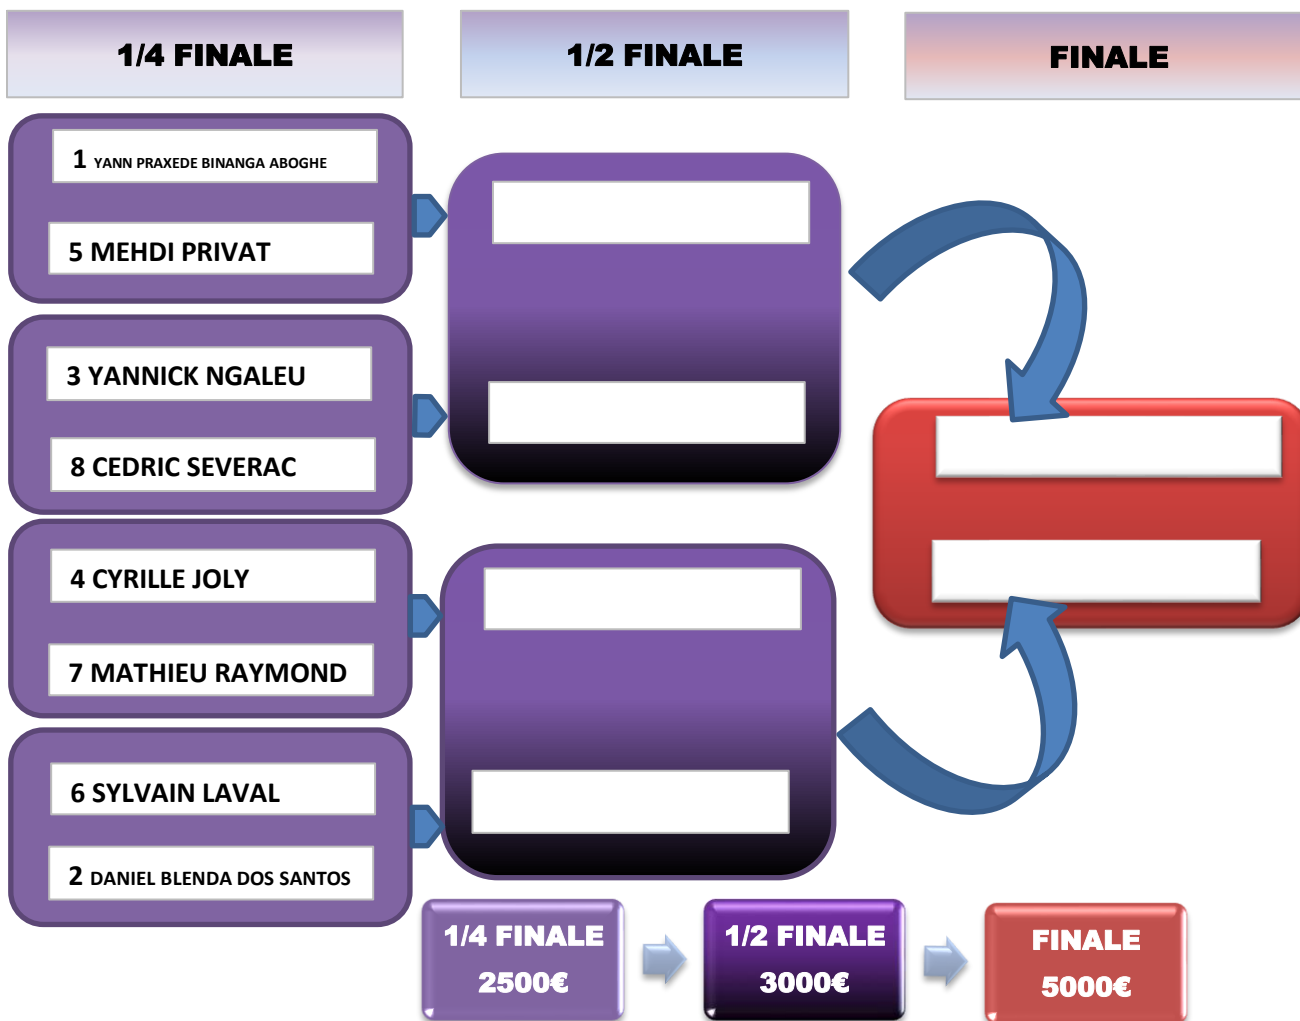 1/4 FINALE
1/2 FINALE
FINALE
1 YANN PRAXEDE BINANGA ABOGHE
5 MEHDI PRIVAT
3 YANNICK NGALEU
8 CEDRIC SEVERAC
4 CYRILLE JOLY
7 MATHIEU RAYMOND
6 SYLVAIN LAVAL
2 DANIEL BLENDA DOS SANTOS
1/4 FINALE
2500€
1/2 FINALE
3000€
FINALE
5000€